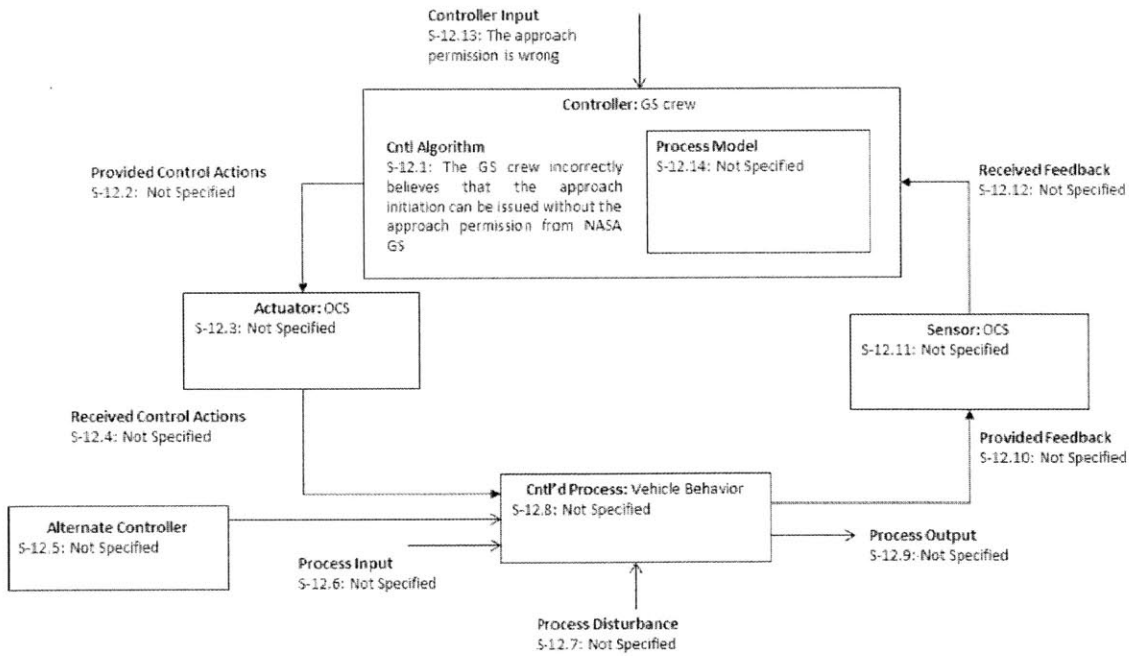 Controller Input
S-12.13: The approach
permission is wrong
Controller: GS crew
Cntl Algorithm
S-12.1: The GS crew incorrectly
believes that the approach
initiation can be issued without the
approach permission from NASA
GS
Process Model
S-12.14: Not Specified
Provided Control Actions
S-12.2: Not Specified
Received Feedback
S-12.12: Not Specified
Actuator: OCS
S-12.3: Not Specified
Sensor: OCS
S-12.11: Not Specified
Received Control Actions
S-12.4: Not Specified
Provided Feedback
S-12.10: Not Specified
Cntl'd Process: Vehicle Behavior
S-12.8: Not Specified
Alternate Controller
S-12.5: Not Specified
Process Input
S-12.6: Not Specified
Process Output
S-12.9: Not Specified
Process Disturbance
S-12.7: Not Specified